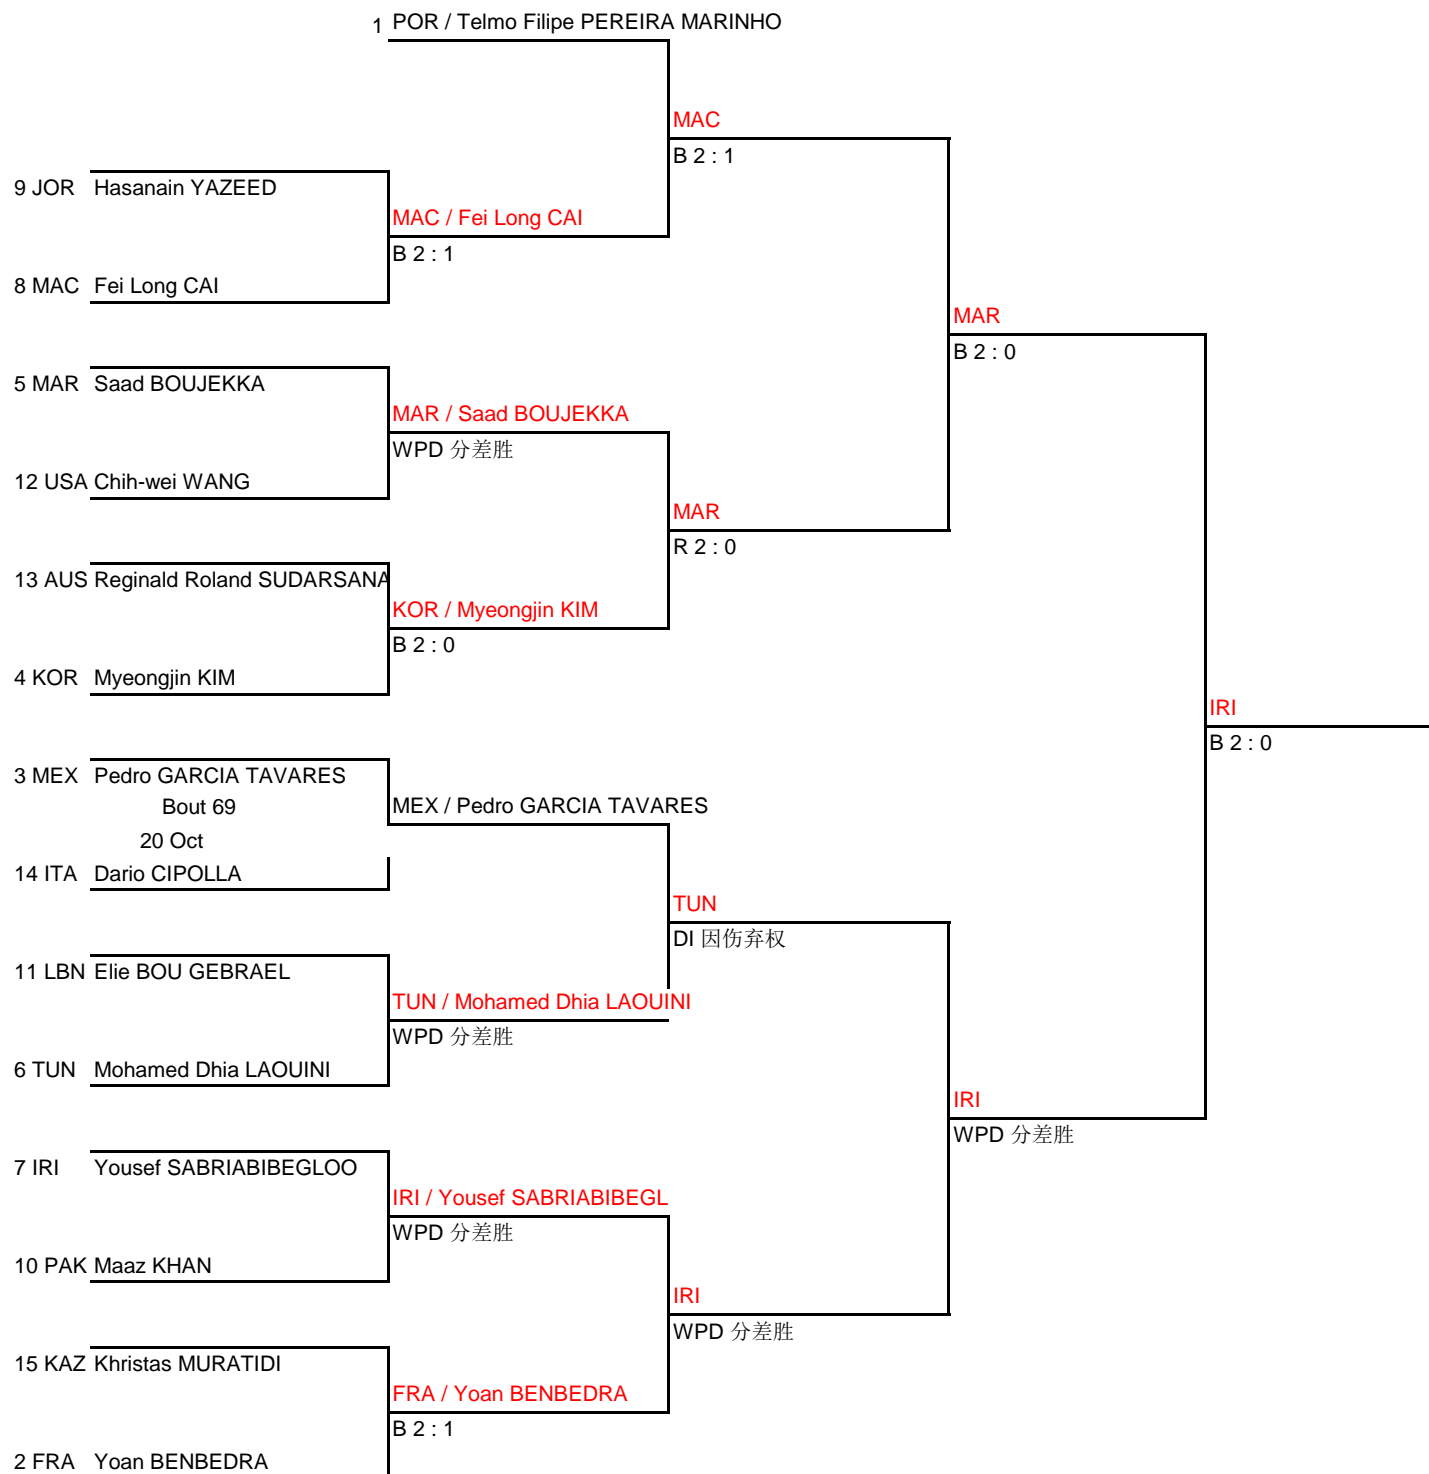 1 POR / Telmo Filipe PEREIRA MARINHO
MAC
B 2 : 1
9 JOR Hasanain YAZEED
MAC / Fei Long CAI
B 2 : 1
8 MAC Fei Long CAI
MAR
B 2 : 0
5 MAR Saad BOUJEKKA
MAR / Saad BOUJEKKA
WPD 分差胜
12 USA Chih-wei WANG
MAR
R 2 : 0
13 AUS Reginald Roland SUDARSANA
KOR / Myeongjin KIM
B 2 : 0
4 KOR Myeongjin KIM
IRI
B 2 : 0
3 MEX Pedro GARCIA TAVARES
Bout 69
MEX / Pedro GARCIA TAVARES
20 Oct
14 ITA Dario CIPOLLA
TUN
DI 因伤弃权
11 LBN Elie BOU GEBRAEL
TUN / Mohamed Dhia LAOUINI
WPD 分差胜
6 TUN Mohamed Dhia LAOUINI
IRI
WPD 分差胜
7 IRI Yousef SABRIABIBEGLOO
IRI / Yousef SABRIABIBEGL
WPD 分差胜
10 PAK Maaz KHAN
IRI
WPD 分差胜
15 KAZ Khristas MURATIDI
FRA / Yoan BENBEDRA
B 2 : 1
2 FRA Yoan BENBEDRA